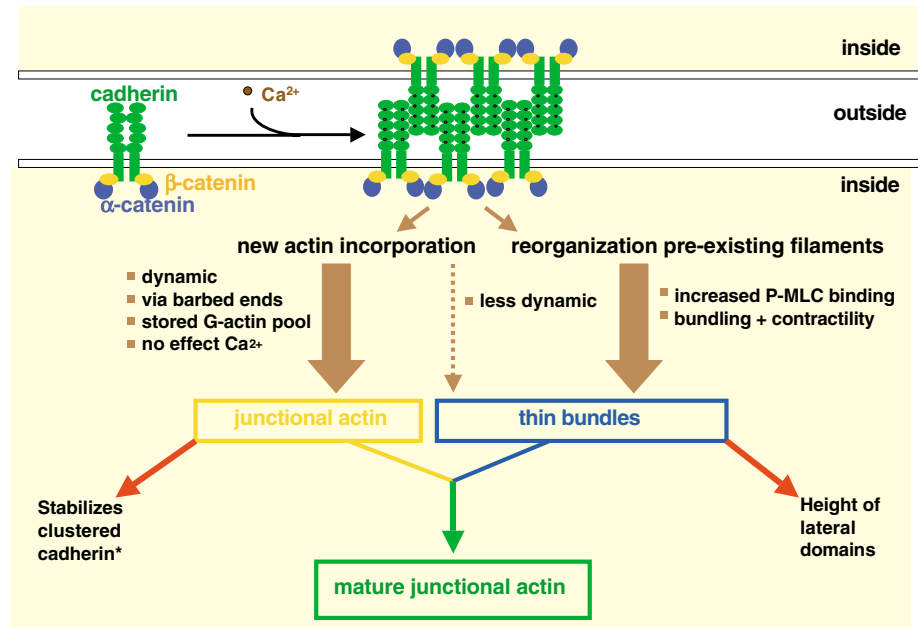 inside
cadherin
Ca²⁺
outside
β-catenin
α-catenin
inside
new actin incorporation
reorganization pre-existing filaments
dynamic
via barbed ends
stored G-actin pool
no effect Ca²⁺
less dynamic
increased P-MLC binding
bundling + contractility
junctional actin
thin bundles
Stabilizes
clustered
cadherin*
Height of
lateral
domains
mature junctional actin